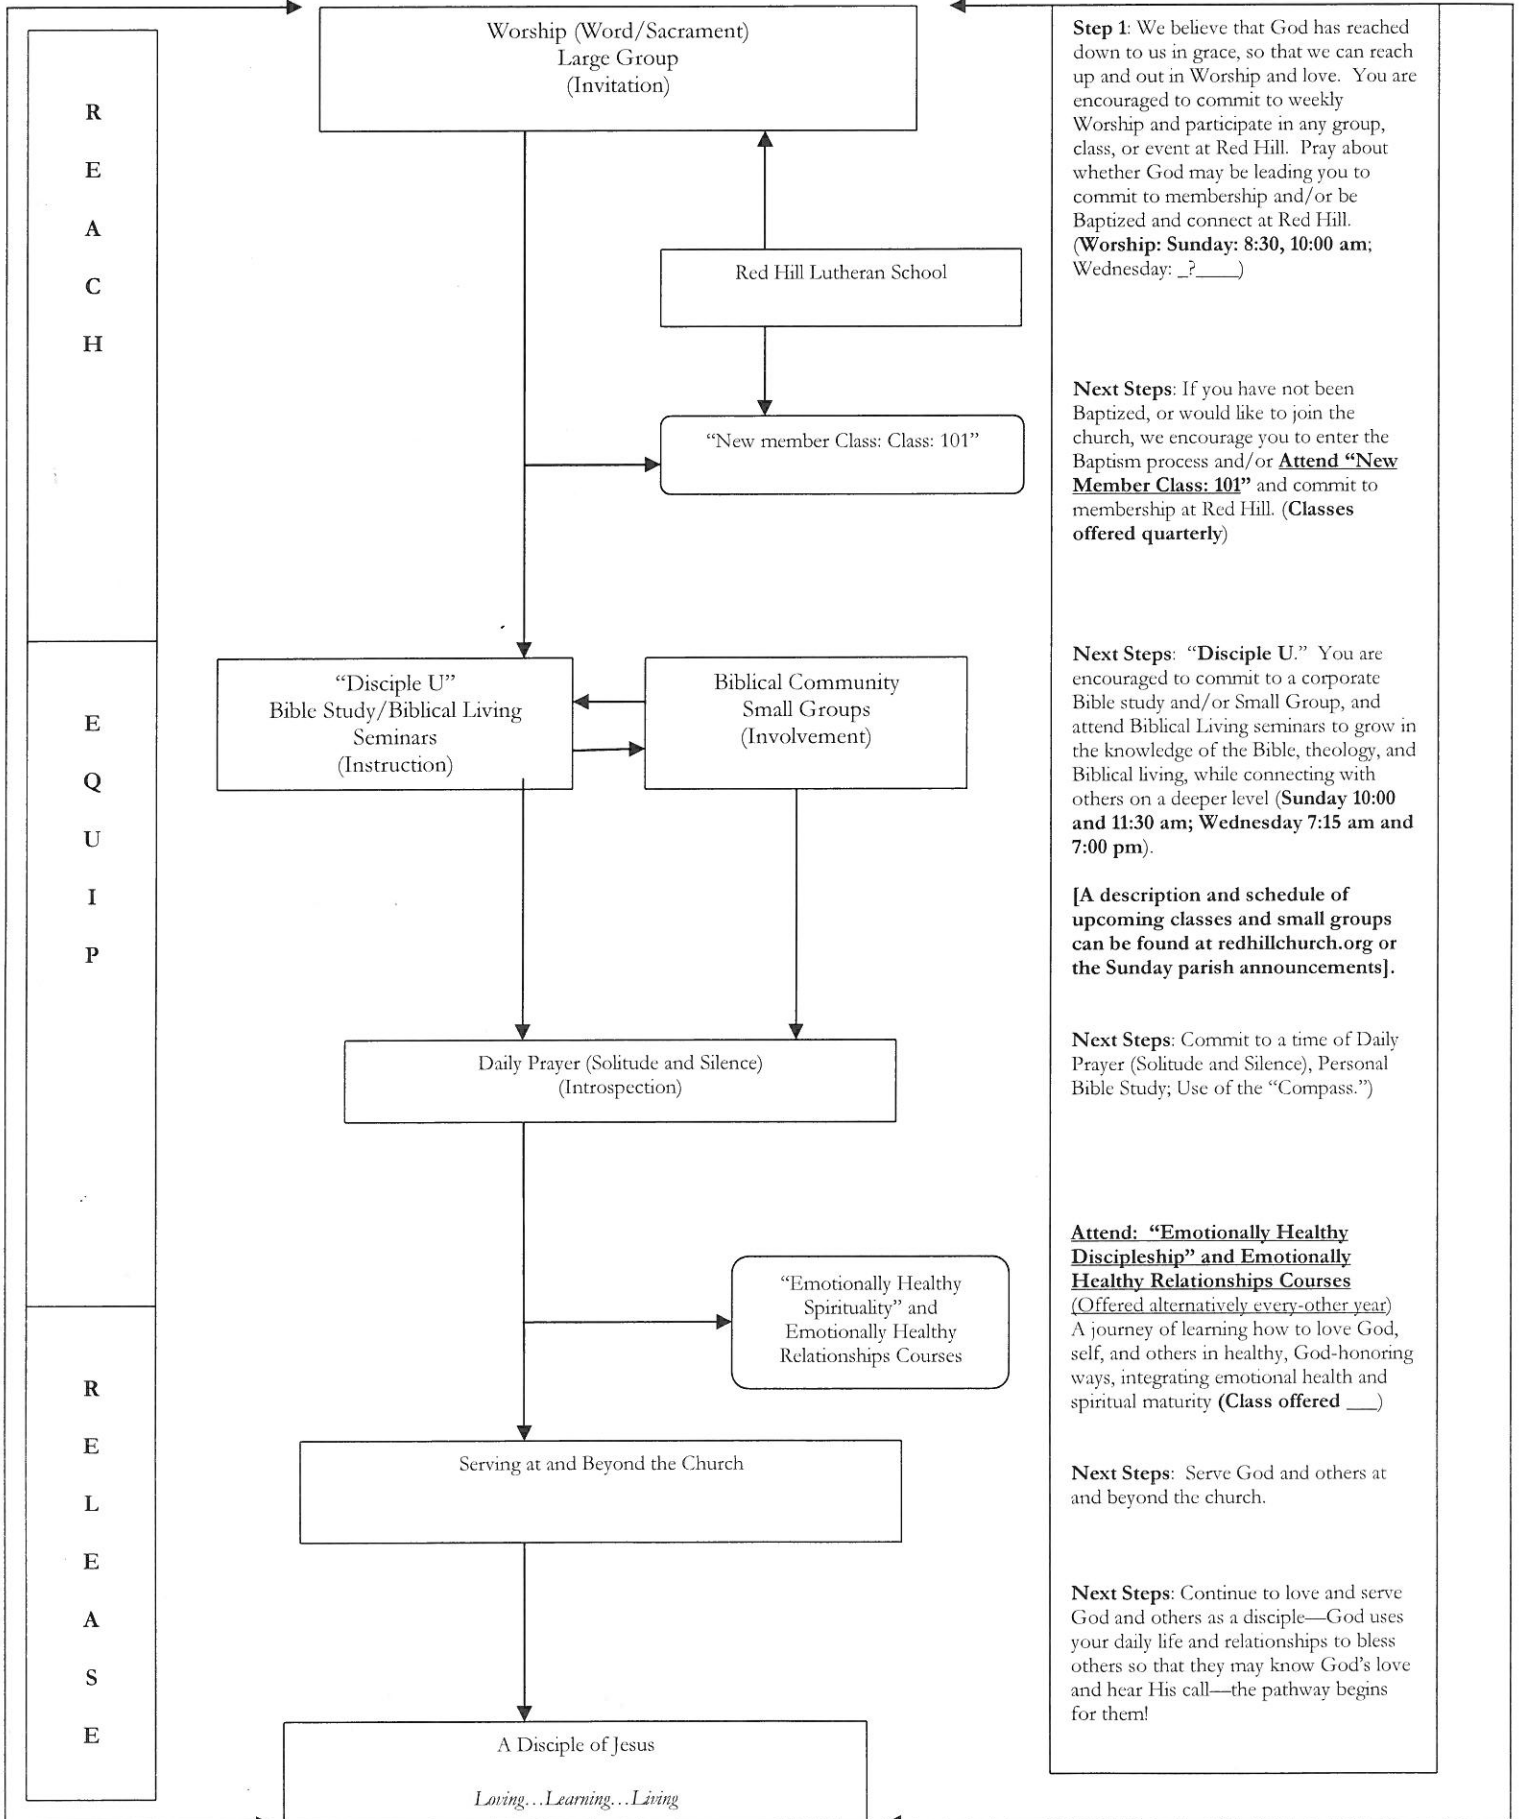 R
E
A
C
H
E
Q
U
I
P
R
E
L
E
A
S
E
Worship (Word/Sacrament)
Large Group
(Invitation)
Red Hill Lutheran School
“New member Class: Class: 101”
“Disciple U”
Bible Study/Biblical Living
Seminars
(Instruction)
Biblical Community
Small Groups
(Involvement)
Daily Prayer (Solitude and Silence)
(Introspection)
“Emotionally Healthy
Spirituality” and
Emotionally Healthy
Relationships Courses
Serving at and Beyond the Church
A Disciple of Jesus
Loving…Learning…Living
Step 1: We believe that God has reached
down to us in grace, so that we can reach
up and out in Worship and love.  You are
encouraged to commit to weekly
Worship and participate in any group,
class, or event at Red Hill.  Pray about
whether God may be leading you to
commit to membership and/or be
Baptized and connect at Red Hill.
(Worship: Sunday: 8:30, 10:00 am;
Wednesday: _?____)
Next Steps: If you have not been
Baptized, or would like to join the
church, we encourage you to enter the
Baptism process and/or Attend “New
Member Class: 101” and commit to
membership at Red Hill. (Classes
offered quarterly)
Next Steps:  “Disciple U.”  You are
encouraged to commit to a corporate
Bible study and/or Small Group, and
attend Biblical Living seminars to grow in
the knowledge of the Bible, theology, and
Biblical living, while connecting with
others on a deeper level (Sunday 10:00
and 11:30 am; Wednesday 7:15 am and
7:00 pm).
[A description and schedule of
upcoming classes and small groups
can be found at redhillchurch.org or
the Sunday parish announcements].
Next Steps: Commit to a time of Daily
Prayer (Solitude and Silence), Personal
Bible Study; Use of the “Compass.”)
Attend:  “Emotionally Healthy
Discipleship” and Emotionally
Healthy Relationships Courses
(Offered alternatively every-other year)
A journey of learning how to love God,
self, and others in healthy, God-honoring
ways, integrating emotional health and
spiritual maturity (Class offered ___)
Next Steps:  Serve God and others at
and beyond the church.
Next Steps: Continue to love and serve
God and others as a disciple—God uses
your daily life and relationships to bless
others so that they may know God’s love
and hear His call—the pathway begins
for them!